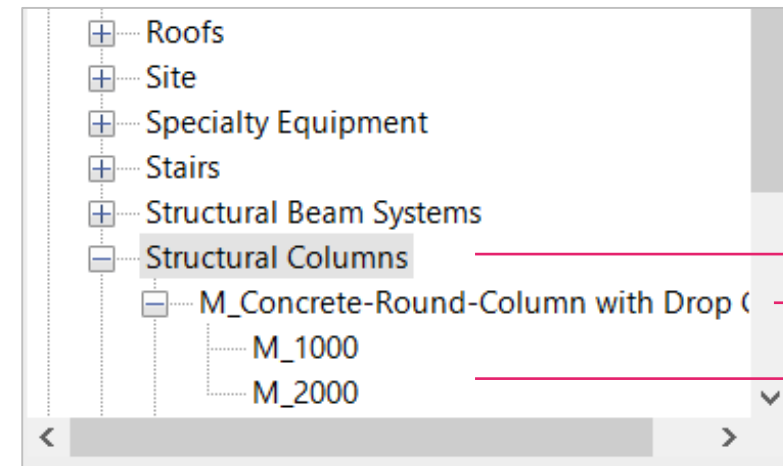 Roofs
Site
Specialty Equipment
Stairs
Structural Beam Systems
Structural Columns
M_Concrete-Round-Column with Drop
M_1000
M_2000